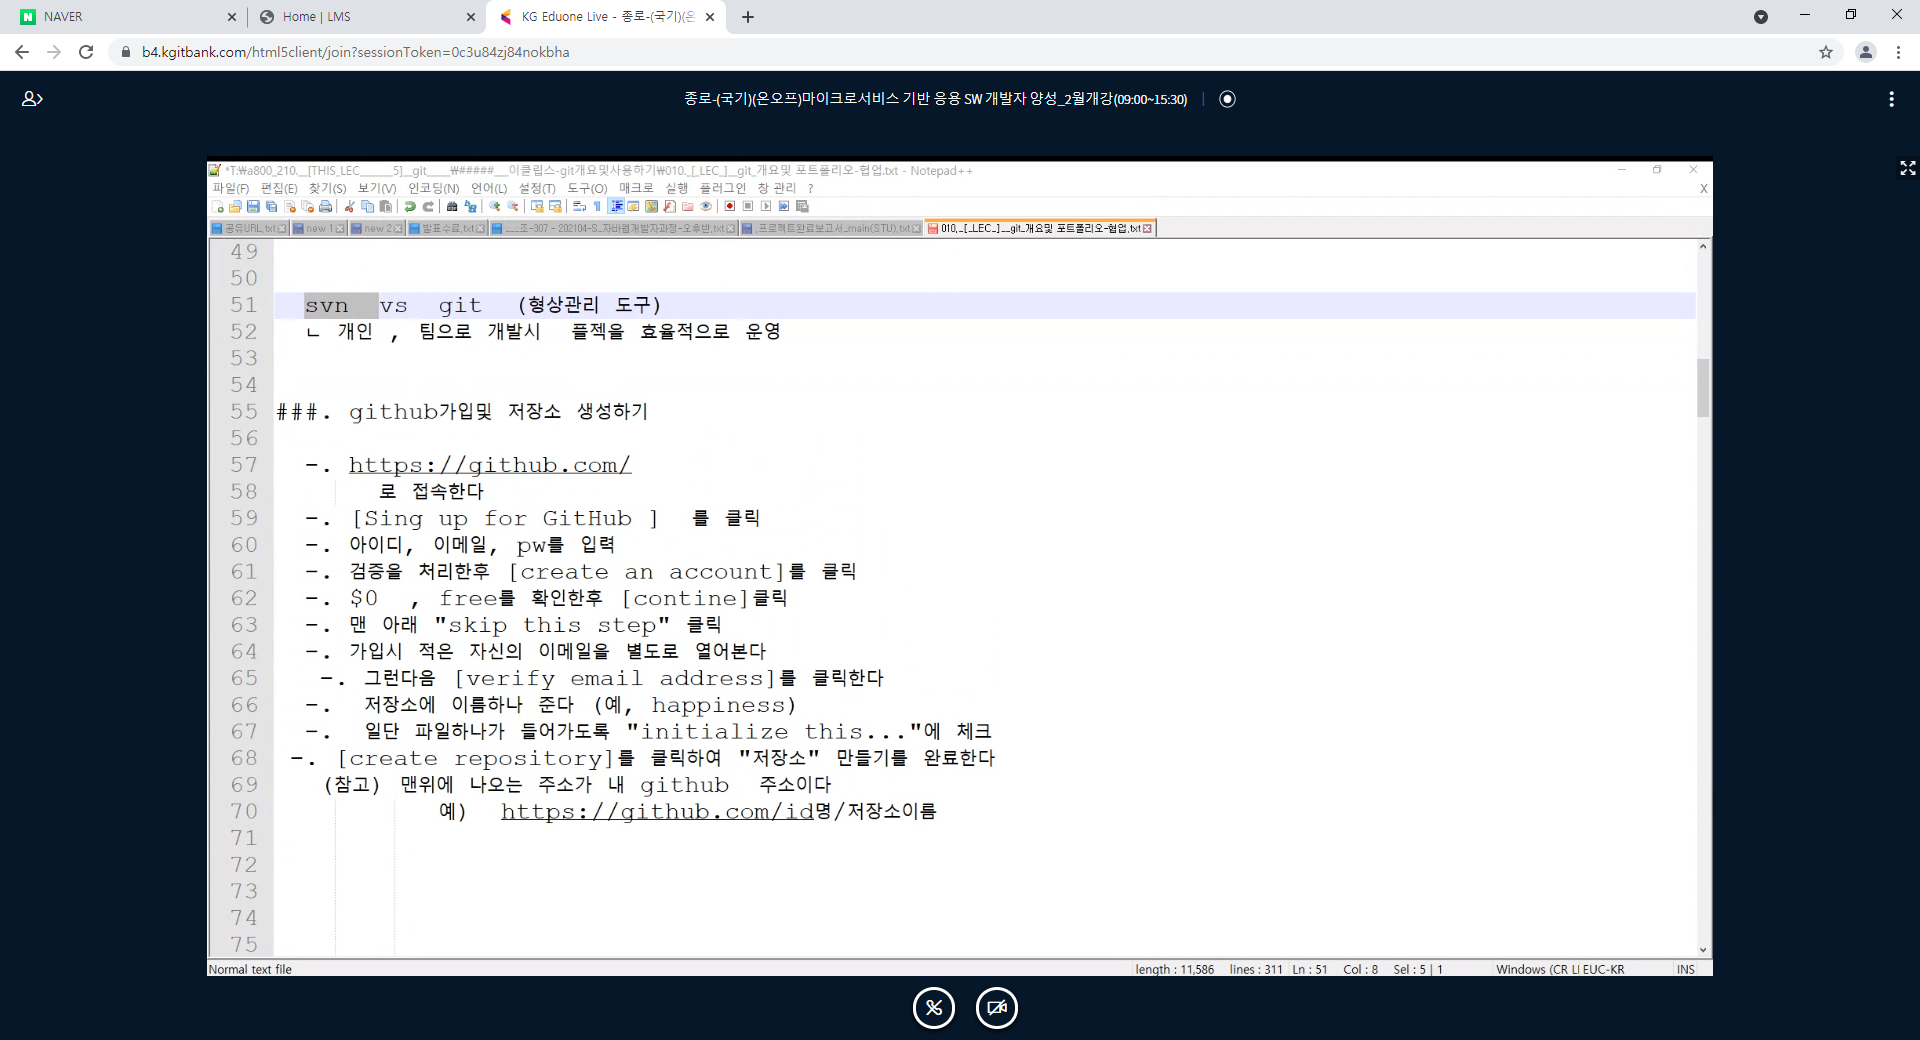 NAVER
Home | LMS
KG Eduone Live - 종로-(국기)(온
b4.kgitbank.com/html5client/join?sessionToken=0c3u84zj84nokbha
종로-(국기)(온오프)마이크로서비스 기반 응용 SW 개발자 양성_2월개강(09:00~15:30)
*T:₩a800_210._[THIS_LEC_____5]_git____₩#####___이클립스-git개요및사용하기₩010._[_LEC_]__git_개요및 포트폴리오-협업.txt - Notepad++
파일(F) 편집(E) 찾기(S) 보기(V) 인코딩(N) 언어(L) 설정(T) 도구(O) 매크로 실행 플러그인 창 관리 ? X
공유URL.txt new 1 new 2 발표수료.txt ___조-307 - 202104-S_자바웹개발자과정-오후반.txt 프로젝트완료보고서_main(STU).txt 010._[_LEC_]__git_개요및 포트폴리오-협업.txt
49
50
51 svn vs git (형상관리 도구)
52 ㄴ 개인 , 팀으로 개발시 플젝을 효율적으로 운영
53
54
55 ###. github가입및 저장소 생성하기
56
57 -. https://github.com/
58 로 접속한다
59 -. [Sing up for GitHub ] 를 클릭
60 -. 아이디, 이메일, pw를 입력
61 -. 검증을 처리한후 [create an account]를 클릭
62 -. $0 , free를 확인한후 [contine]클릭
63 -. 맨 아래 "skip this step" 클릭
64 -. 가입시 적은 자신의 이메일을 별도로 열어본다
65 -. 그런다음 [verify email address]를 클릭한다
66 -. 저장소에 이름하나 준다 (예, happiness)
67 -. 일단 파일하나가 들어가도록 "initialize this..."에 체크
68 -. [create repository]를 클릭하여 "저장소" 만들기를 완료한다
69 (참고) 맨위에 나오는 주소가 내 github 주소이다
70 예) https://github.com/id명/저장소이름
71
72
73
74
75
Normal text file length : 11,586 lines : 311 Ln : 51 Col : 8 Sel : 5 | 1 Windows (CR LI EUC-KR INS